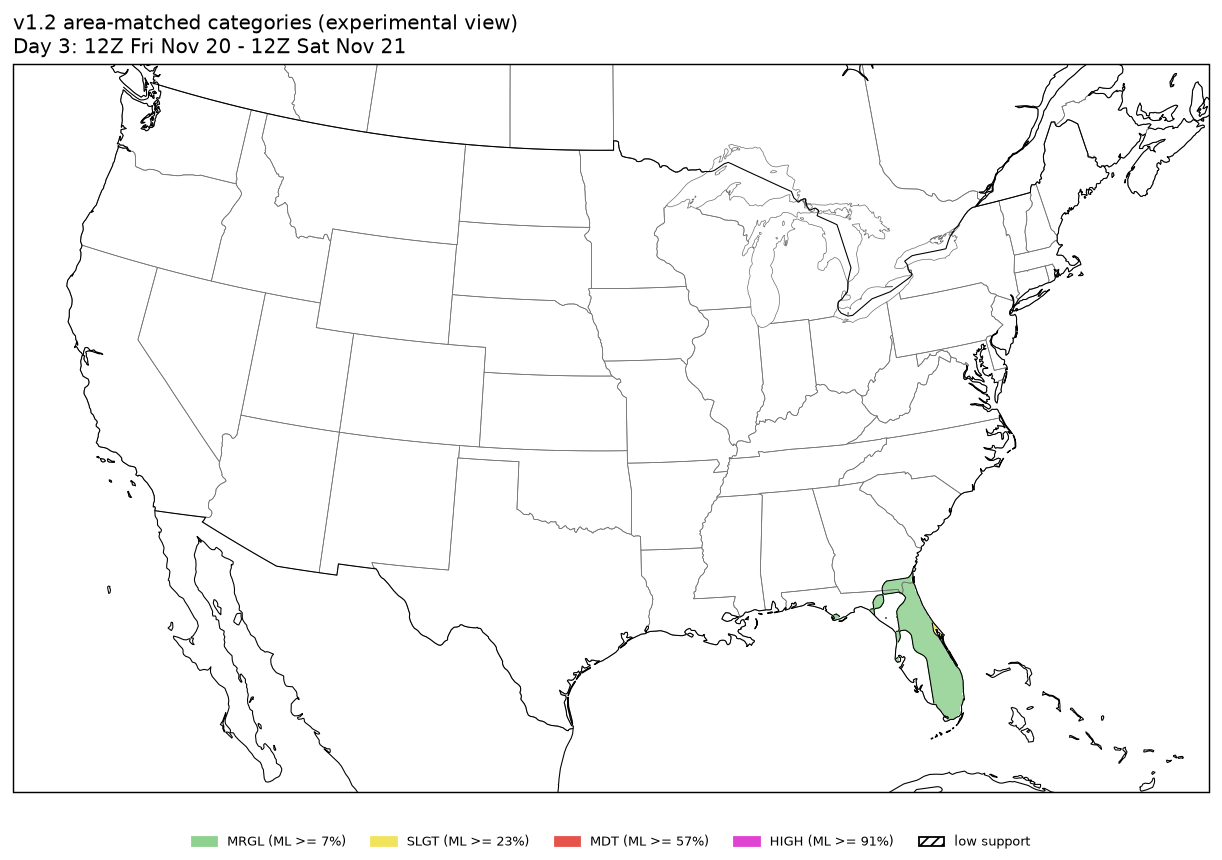 v1.2 area-matched categories (experimental view)
Day 3: 12Z Fri Nov 20 - 12Z Sat Nov 21
MRGL (ML >= 7%)
SLGT (ML >= 23%)
MDT (ML >= 57%)
HIGH (ML >= 91%)
low support